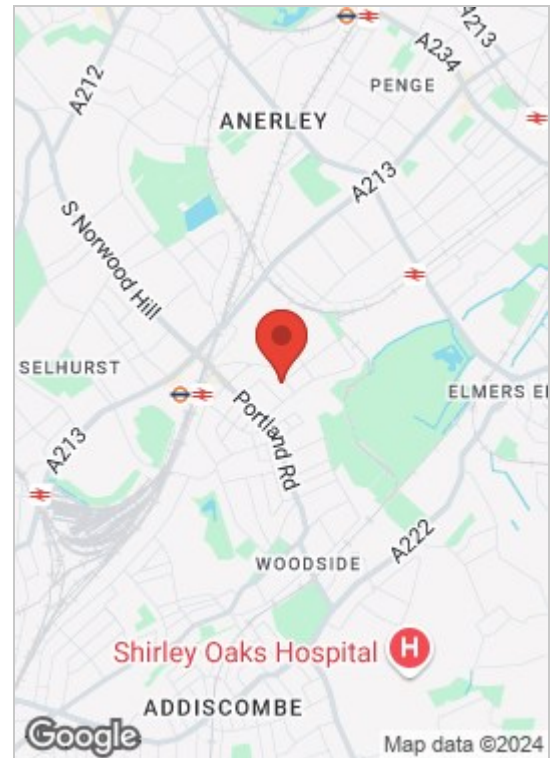 A213
A234
A212
PENGE
ANERLEY
A213
S Norwood Hill
SELHURST
ELMERS E
Portland Rd
A213
A222
WOODSIDE
Shirley Oaks Hospital
H
ADDISCOMBE
Google
Map data ©2024